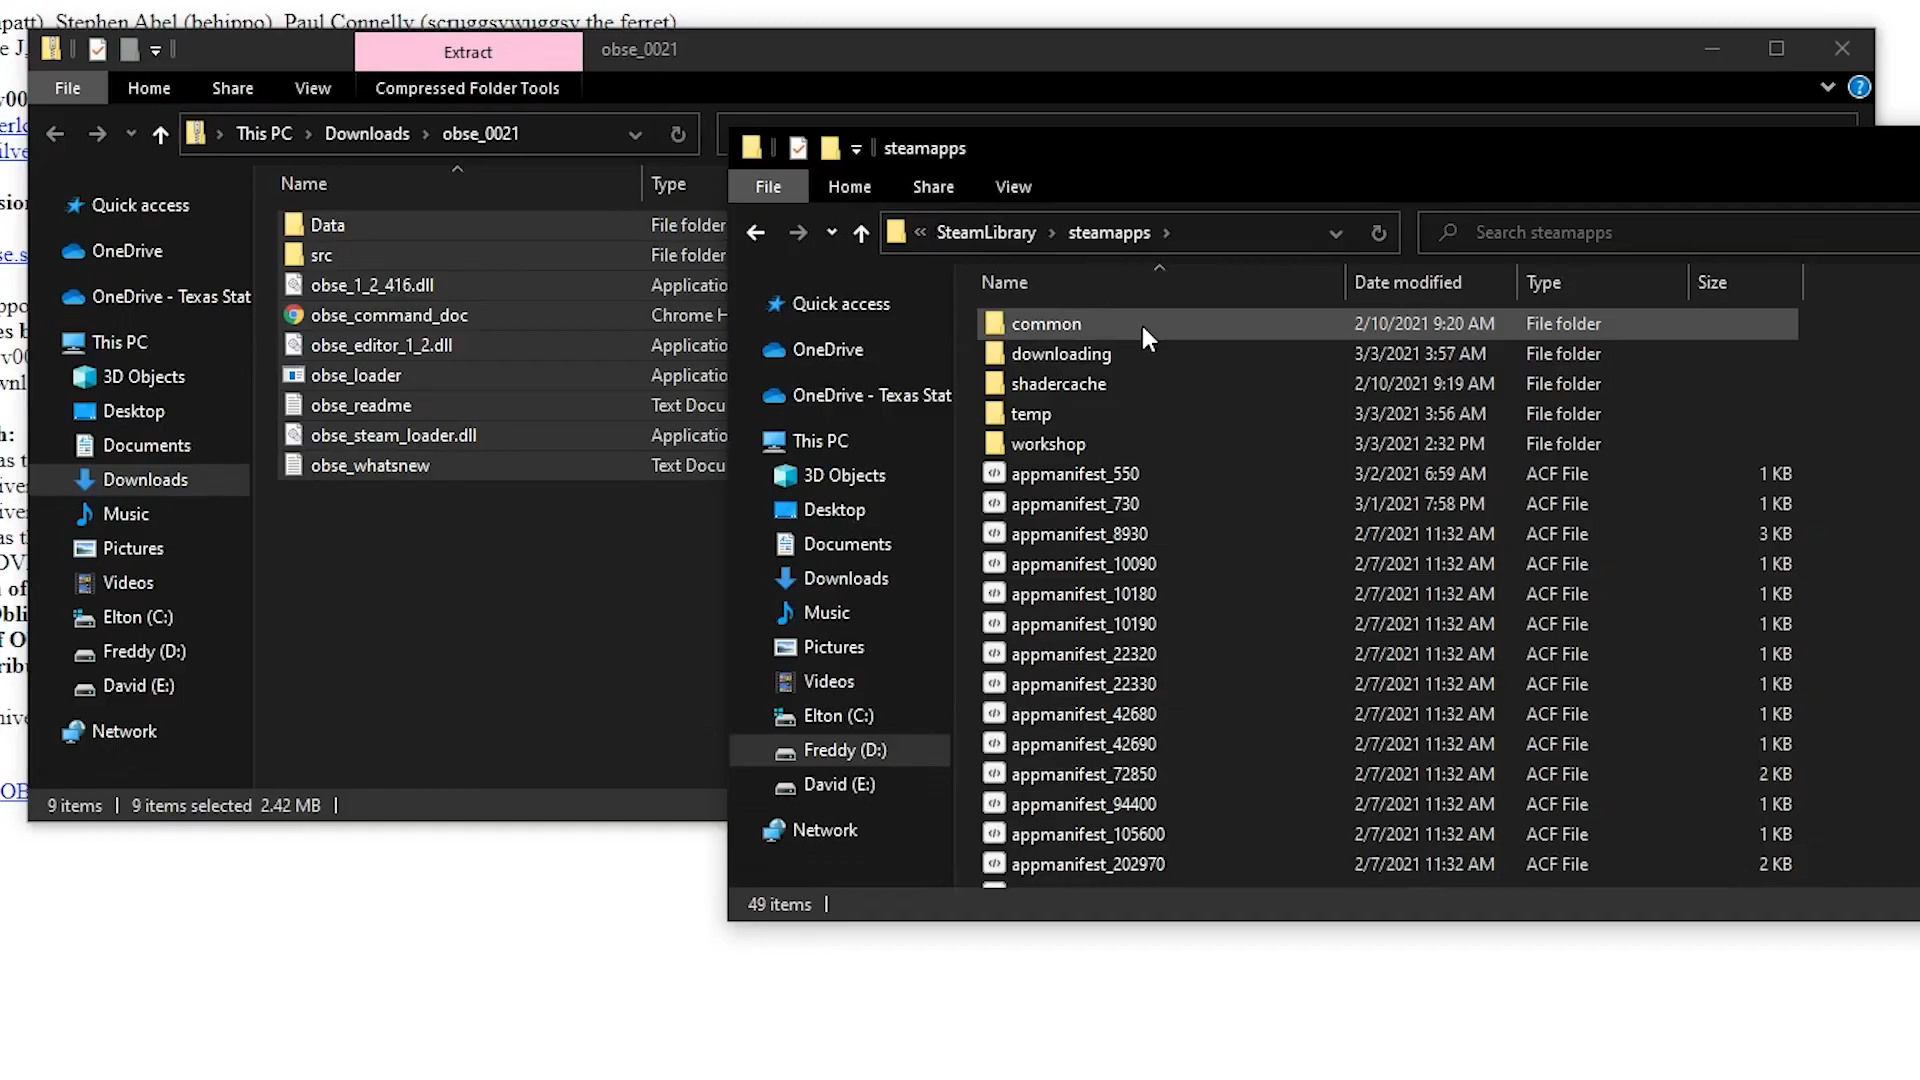 patt), Stephen Abel (behippo), Paul Connelly (scruggsywuggsy the ferret)
Extract
obse_0021
File
Home
Share
View
Compressed Folder Tools
This PC
Downloads
obse_0021
Name
Type
Quick access
OneDrive
OneDrive - Texas Stat
This PC
3D Objects
Desktop
Documents
Downloads
Music
Pictures
Videos
Elton (C:)
Freddy (D:)
David (E:)
Network
Data File folder
src File folder
obse_1_2_416.dll Applicatio
obse_command_doc Chrome H
obse_editor_1_2.dll Applicatio
obse_loader Applicatio
obse_readme Text Docu
obse_steam_loader.dll Applicatio
obse_whatsnew Text Docu
9 items 9 items selected 2.42 MB
steamapps
File
Home
Share
View
« SteamLibrary
steamapps
Search steamapps
Name
Date modified
Type
Size
Quick access
OneDrive
OneDrive - Texas Stat
This PC
3D Objects
Desktop
Documents
Downloads
Music
Pictures
Videos
Elton (C:)
Freddy (D:)
David (E:)
Network
common 2/10/2021 9:20 AM File folder
downloading 3/3/2021 3:57 AM File folder
shadercache 2/10/2021 9:19 AM File folder
temp 3/3/2021 3:56 AM File folder
workshop 3/3/2021 2:32 PM File folder
appmanifest_550 3/2/2021 6:59 AM ACF File 1 KB
appmanifest_730 3/1/2021 7:58 PM ACF File 1 KB
appmanifest_8930 2/7/2021 11:32 AM ACF File 3 KB
appmanifest_10090 2/7/2021 11:32 AM ACF File 1 KB
appmanifest_10180 2/7/2021 11:32 AM ACF File 1 KB
appmanifest_10190 2/7/2021 11:32 AM ACF File 1 KB
appmanifest_22320 2/7/2021 11:32 AM ACF File 1 KB
appmanifest_22330 2/7/2021 11:32 AM ACF File 1 KB
appmanifest_42680 2/7/2021 11:32 AM ACF File 1 KB
appmanifest_42690 2/7/2021 11:32 AM ACF File 1 KB
appmanifest_72850 2/7/2021 11:32 AM ACF File 2 KB
appmanifest_94400 2/7/2021 11:32 AM ACF File 1 KB
appmanifest_105600 2/7/2021 11:32 AM ACF File 1 KB
appmanifest_202970 2/7/2021 11:32 AM ACF File 2 KB
49 items